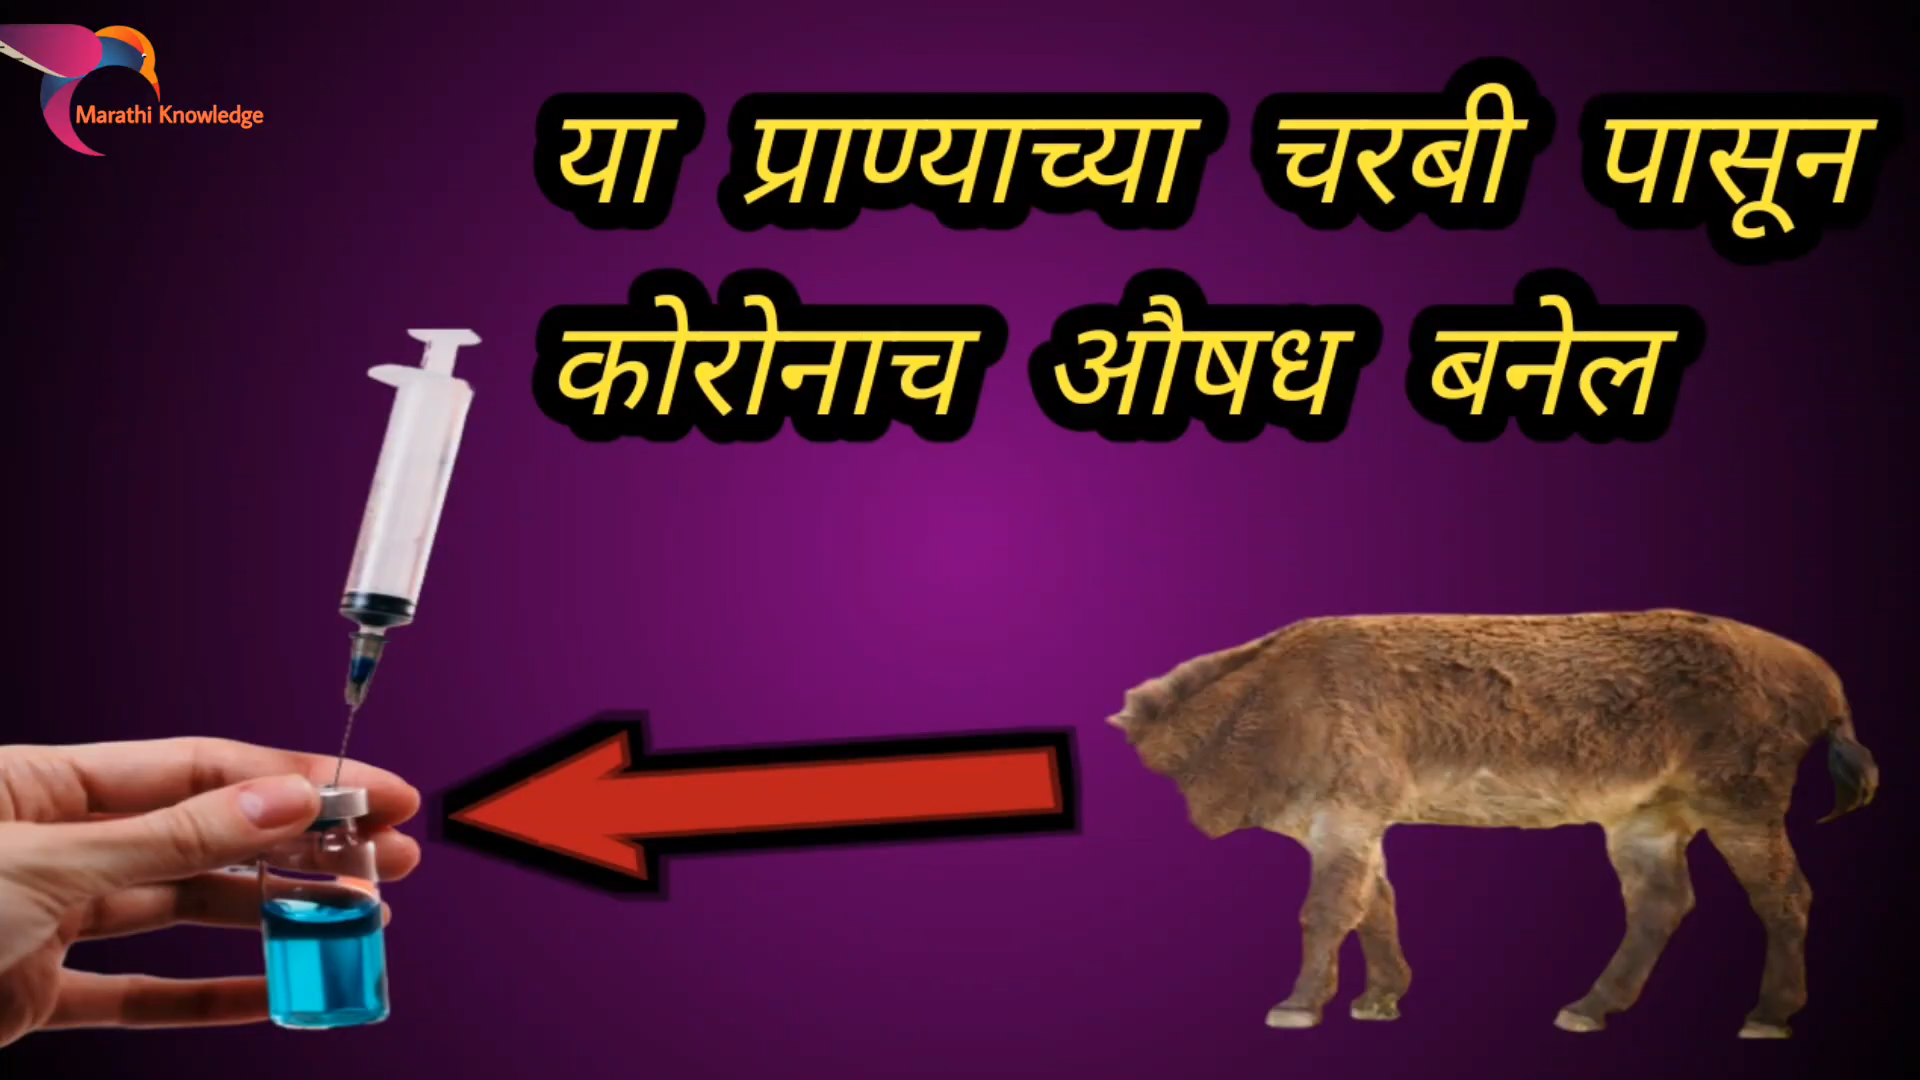 Marathi Knowledge
या प्राण्याच्या चरबी पासून
कोरोनाच औषध बनेल